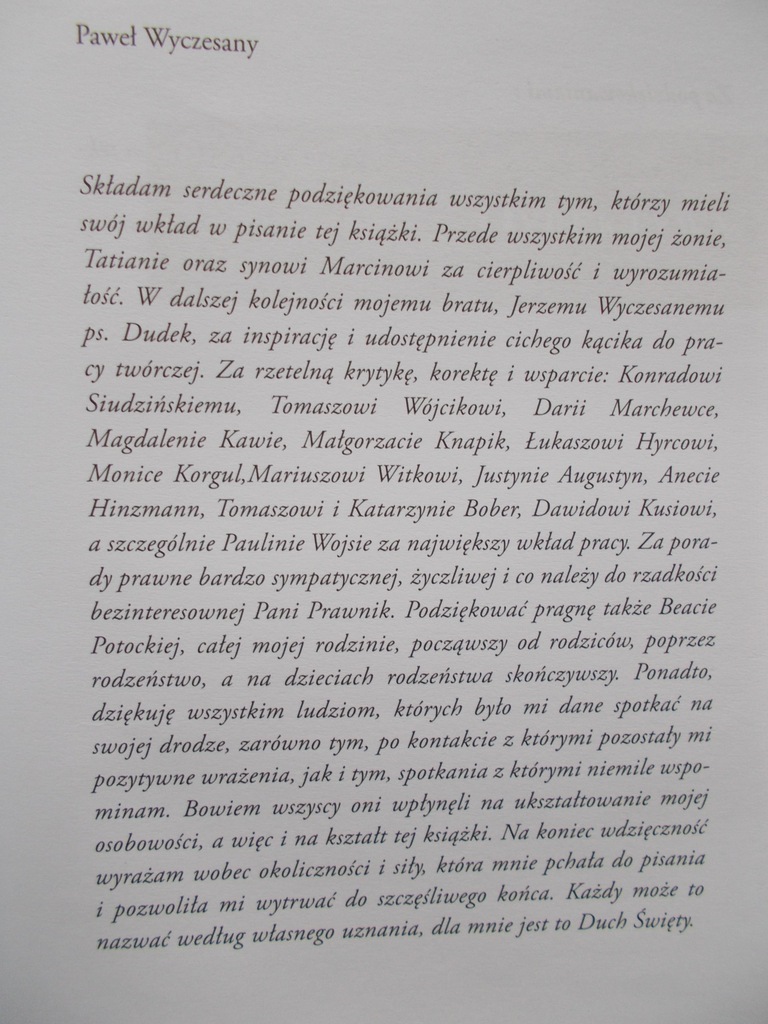 Paweł Wyczesany
Składam serdeczne podziękowania wszystkim tym, którzy mieli
swój wkład w pisanie tej książki. Przede wszystkim mojej żonie,
Tatianie oraz synowi Marcinowi za cierpliwość i wyrozumia-
łość. W dalszej kolejności mojemu bratu, Jerzemu Wyczesanemu
ps. Dudek, za inspirację i udostępnienie cichego kącika do pra-
cy twórczej. Za rzetelną krytykę, korektę i wsparcie: Konradowi
Siudzińskiemu, Tomaszowi Wójcikowi, Darii Marchewce,
Magdalenie Kawie, Małgorzacie Knapik, Łukaszowi Hyrcowi,
Monice Korgul,Mariuszowi Witkowi, Justynie Augustyn, Anecie
Hinzmann, Tomaszowi i Katarzynie Bober, Dawidowi Kusiowi,
a szczególnie Paulinie Wojsie za największy wkład pracy. Za pora-
dy prawne bardzo sympatycznej, życzliwej i co należy do rzadkości
bezinteresownej Pani Prawnik. Podziękować pragnę także Beacie
Potockiej, całej mojej rodzinie, począwszy od rodziców, poprzez
rodzeństwo, a na dzieciach rodzeństwa skończywszy. Ponadto,
dziękuję wszystkim ludziom, których było mi dane spotkać na
swojej drodze, zarówno tym, po kontakcie z którymi pozostały mi
pozytywne wrażenia, jak i tym, spotkania z którymi niemile wspo-
minam. Bowiem wszyscy oni wpłynęli na ukształtowanie mojej
osobowości, a więc i na kształt tej książki. Na koniec wdzięczność
wyrażam wobec okoliczności i siły, która mnie pchała do pisania
i pozwoliła mi wytrwać do szczęśliwego końca. Każdy może to
nazwać według własnego uznania, dla mnie jest to Duch Święty.